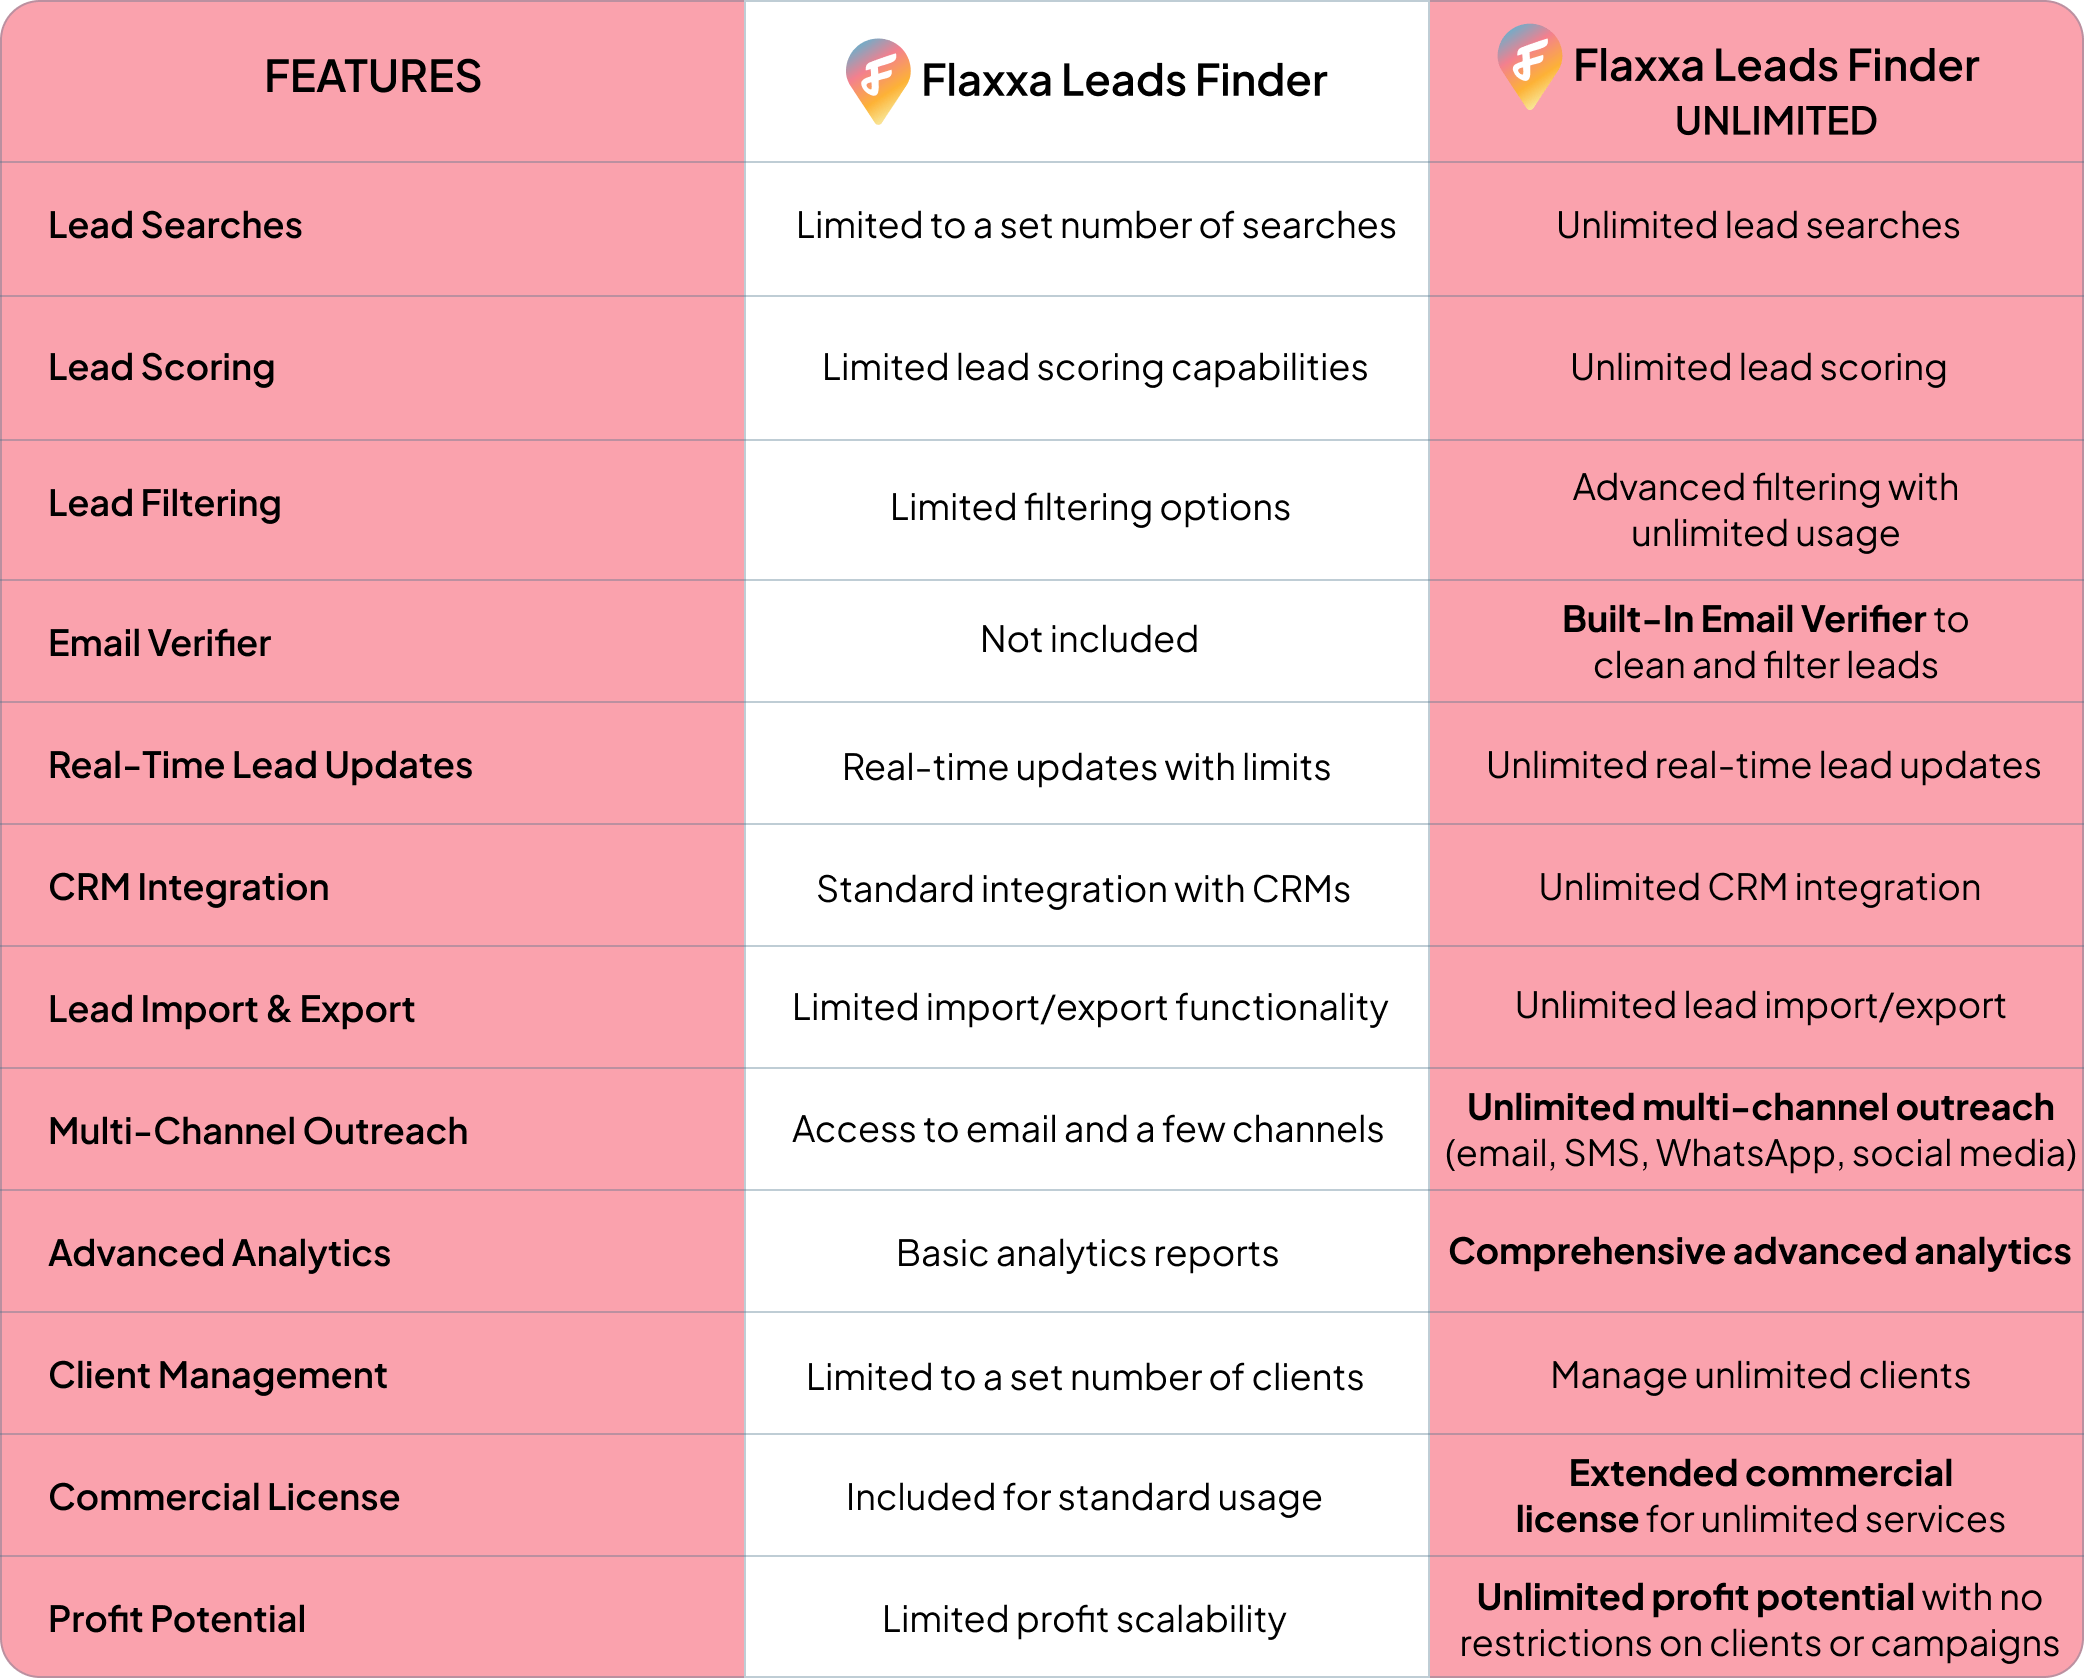 FEATURES
Flaxxa Leads Finder
Flaxxa Leads Finder
UNLIMITED
Lead Searches
Limited to a set number of searches
Unlimited lead searches
Lead Scoring
Limited lead scoring capabilities
Unlimited lead scoring
Lead Filtering
Limited filtering options
Advanced filtering with
unlimited usage
Email Verifier
Not included
Built-In Email Verifier to
clean and filter leads
Real-Time Lead Updates
Real-time updates with limits
Unlimited real-time lead updates
CRM Integration
Standard integration with CRMs
Unlimited CRM integration
Lead Import & Export
Limited import/export functionality
Unlimited lead import/export
Multi-Channel Outreach
Access to email and a few channels
Unlimited multi-channel outreach
(email, SMS, WhatsApp, social media)
Advanced Analytics
Basic analytics reports
Comprehensive advanced analytics
Client Management
Limited to a set number of clients
Manage unlimited clients
Commercial License
Included for standard usage
Extended commercial
license for unlimited services
Profit Potential
Limited profit scalability
Unlimited profit potential with no
restrictions on clients or campaigns